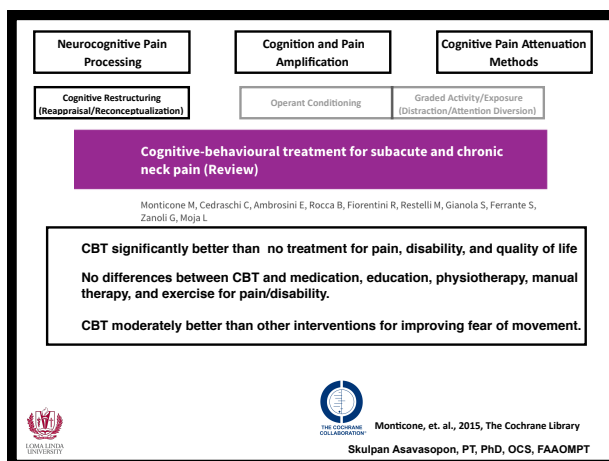 Neurocognitive Pain
Processing
Cognition and Pain
Amplification
Cognitive Pain Attenuation
Methods
Cognitive Restructuring
(Reappraisal/Reconceptualization)
Operant Conditioning
Graded Activity/Exposure
(Distraction/Attention Diversion)
Cognitive-behavioural treatment for subacute and chronic
neck pain (Review)
Monticone M, Cedraschi C, Ambrosini E, Rocca B, Fiorentini R, Restelli M, Gianola S, Ferrante S,
Zanoli G, Moja L
CBT significantly better than no treatment for pain, disability, and quality of life
No differences between CBT and medication, education, physiotherapy, manual
therapy, and exercise for pain/disability.
CBT moderately better than other interventions for improving fear of movement.
THE COCHRANE
COLLABORATION®
Monticone, et. al., 2015, The Cochrane Library
LOMA LINDA
UNIVERSITY
Skulpan Asavasopon, PT, PhD, OCS, FAAOMPT